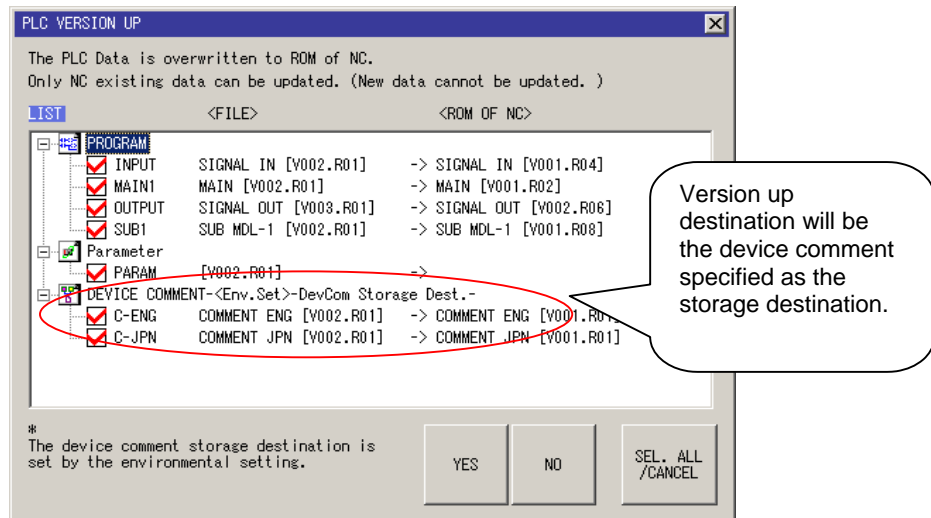 PLC VERSION UP
The PLC Data is overwritten to ROM of NC.
Only NC existing data can be updated. (New data cannot be updated. )
LIST <FILE> <ROM OF NC>
PROGRAM
INPUT SIGNAL IN [V002.R01] -> SIGNAL IN [V001.R04]
MAIN1 MAIN [V002.R01] -> MAIN [V001.R02]
OUTPUT SIGNAL OUT [V003.R01] -> SIGNAL OUT [V002.R06]
SUB1 SUB MDL-1 [V002.R01] -> SUB MDL-1 [V001.R08]
Parameter
PARAM [V002.R01] ->
DEVICE COMMENT-<Env.Set>-DevCom Storage Dest.-
C-ENG COMMENT ENG [V002.R01] -> COMMENT ENG [V001.R01]
C-JPN COMMENT JPN [V002.R01] -> COMMENT JPN [V001.R01]
Version up
destination will be
the device comment
specified as the
storage destination.
*
The device comment storage destination is
set by the environmental setting.
YES
NO
SEL. ALL
/CANCEL